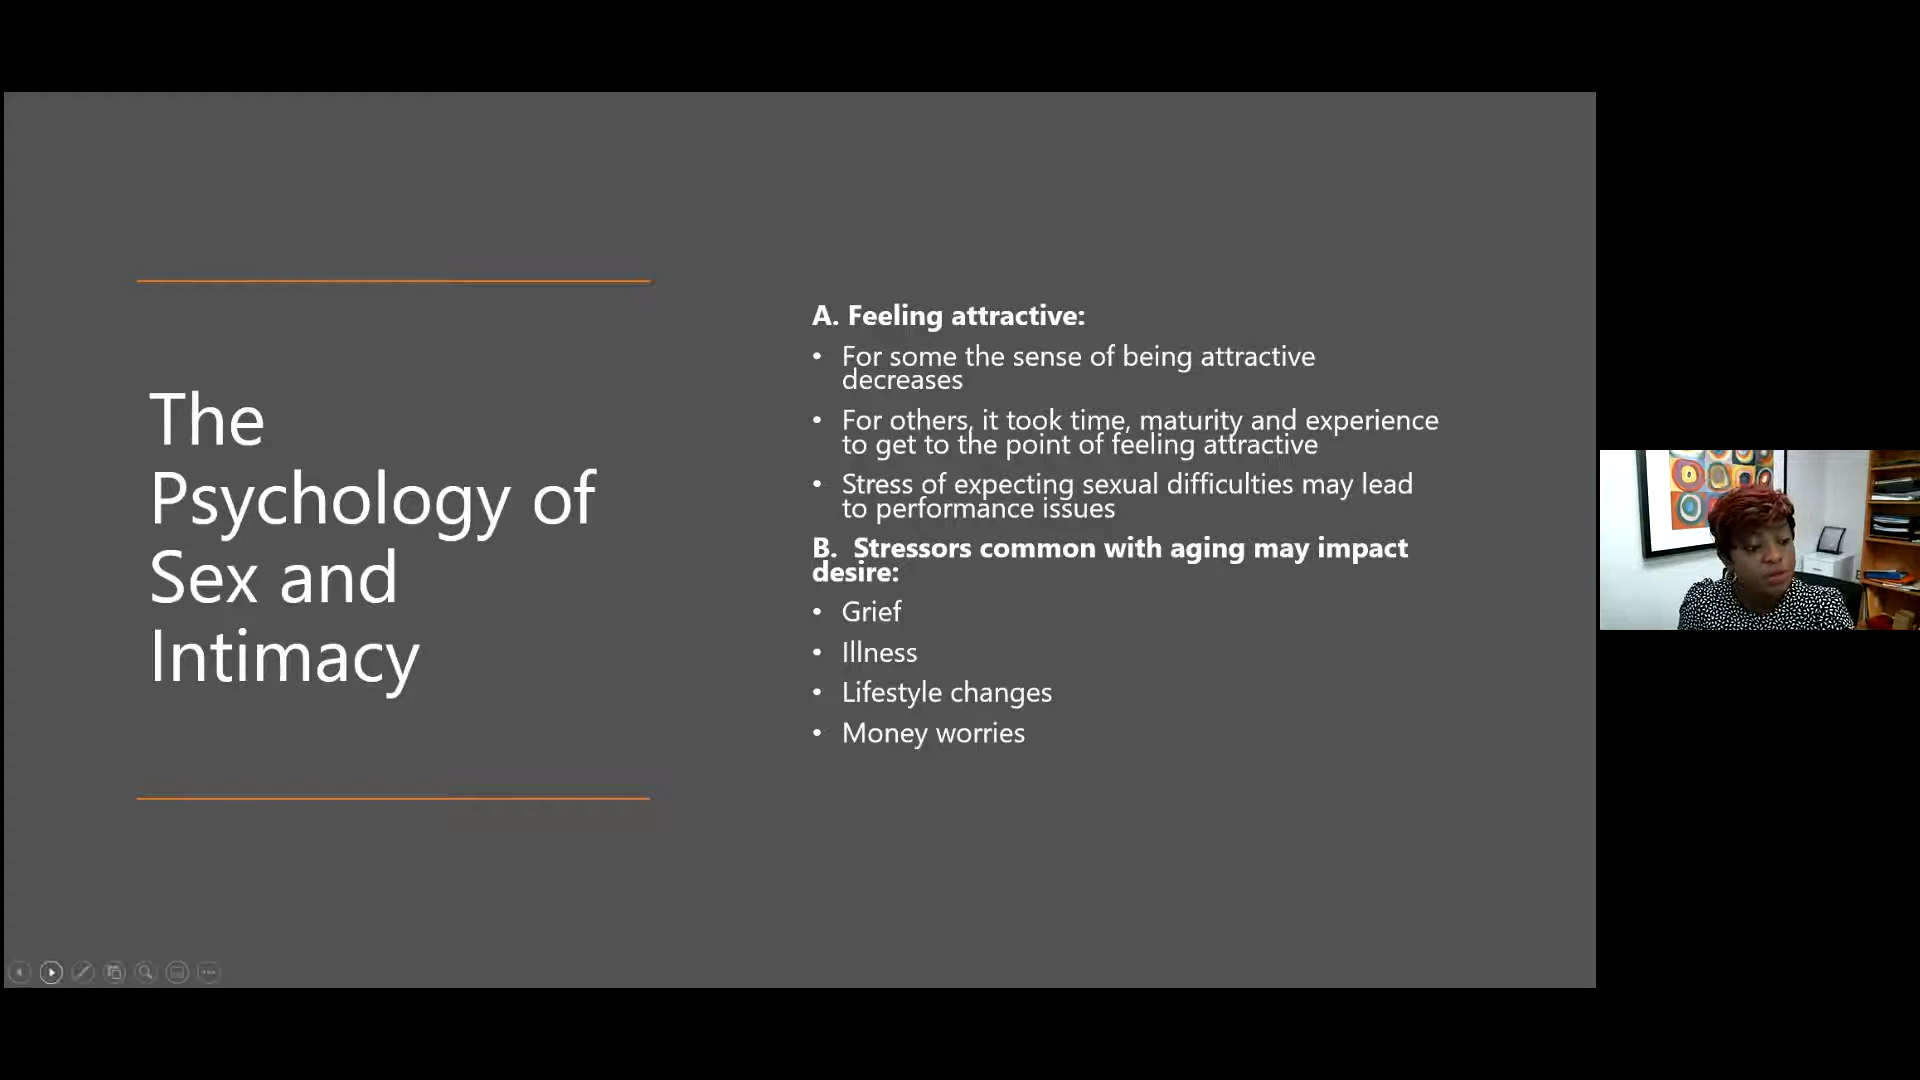 The
Psychology of
Sex and
Intimacy
A. Feeling attractive:
• For some the sense of being attractive
decreases
• For others, it took time, maturity and experience
to get to the point of feeling attractive
• Stress of expecting sexual difficulties may lead
to performance issues
B.  Stressors common with aging may impact
desire:
• Grief
• Illness
• Lifestyle changes
• Money worries